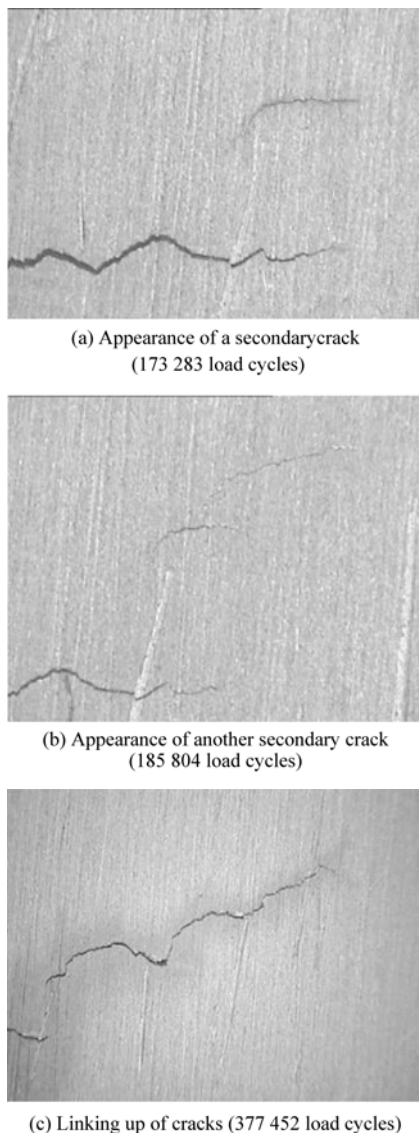 (a) Appearance of a secondarycrack
(173 283 load cycles)
(b) Appearance of another secondary crack
(185 804 load cycles)
(c) Linking up of cracks (377 452 load cycles)